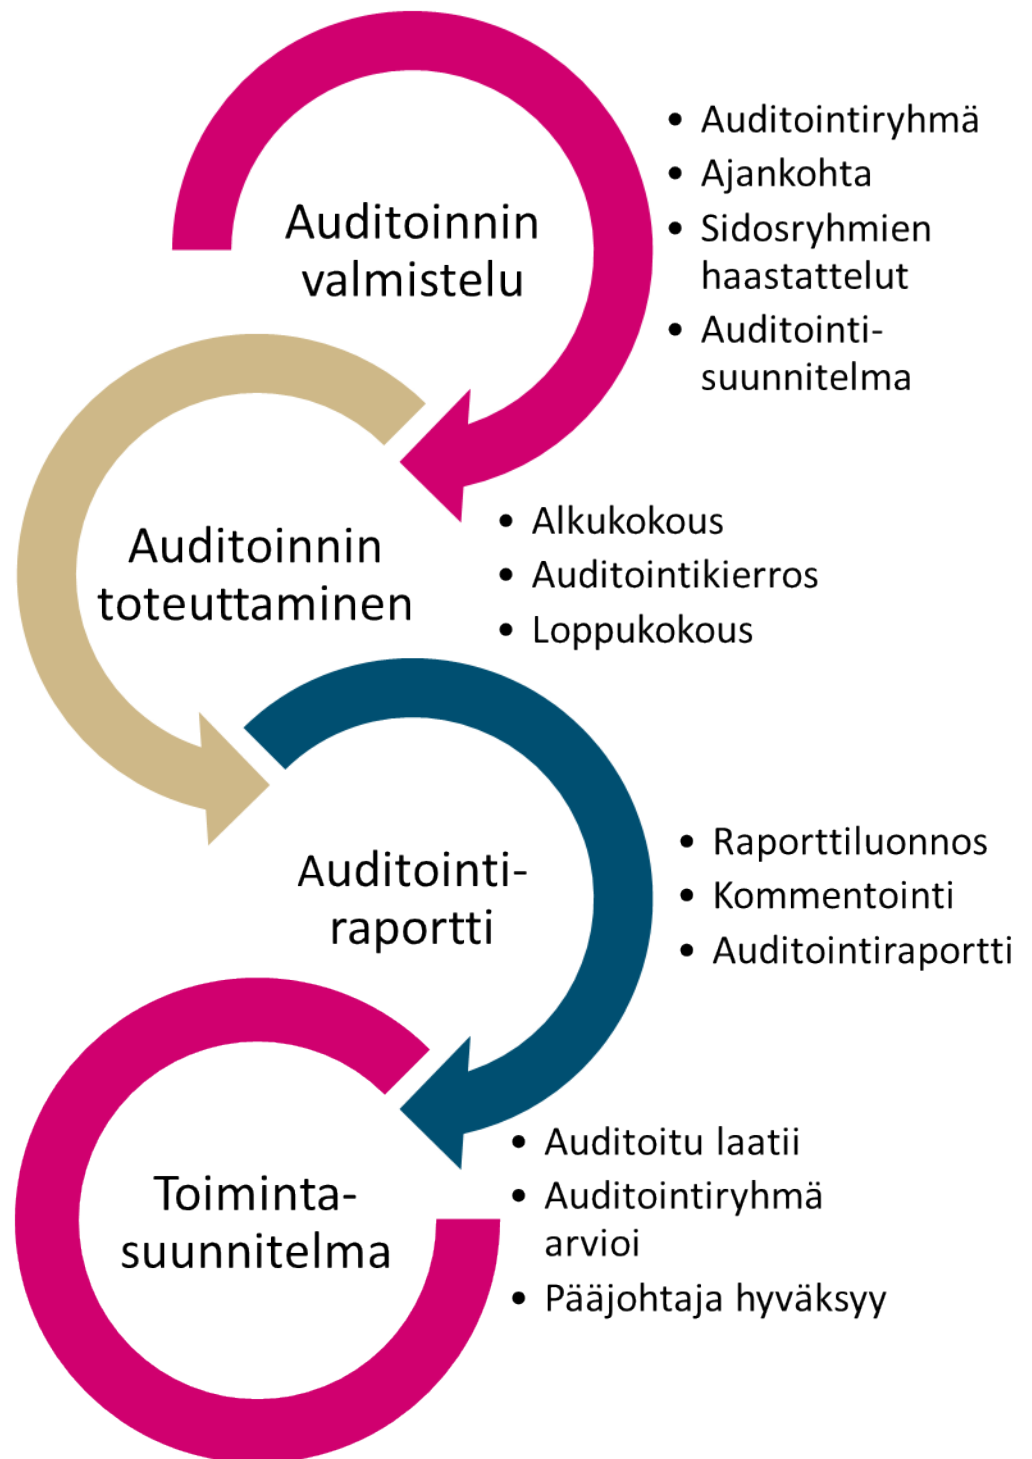 Auditoinnin
valmistelu
• Auditointiryhmä
• Ajankohta
• Sidosryhmien
haastattelut
• Auditointi-
suunnitelma
Auditoinnin
toteuttaminen
• Alkukokous
• Auditointikierros
• Loppukokous
Auditointi-
raportti
• Raporttiluonnos
• Kommentointi
• Auditointiraportti
Toiminta-
suunnitelma
• Auditoitu laatii
• Auditointiryhmä
arvioi
• Pääjohtaja hyväksyy